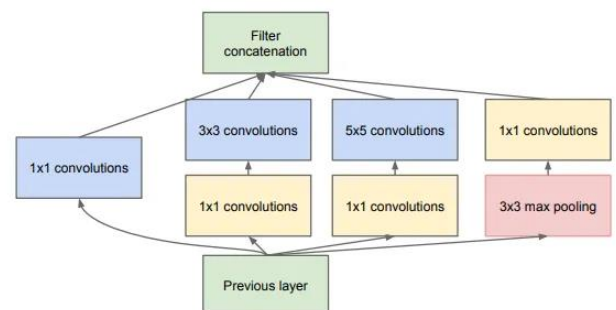 Filter
concatenation
3x3 convolutions
5x5 convolutions
1x1 convolutions
1x1 convolutions
1x1 convolutions
1x1 convolutions
3x3 max pooling
Previous layer